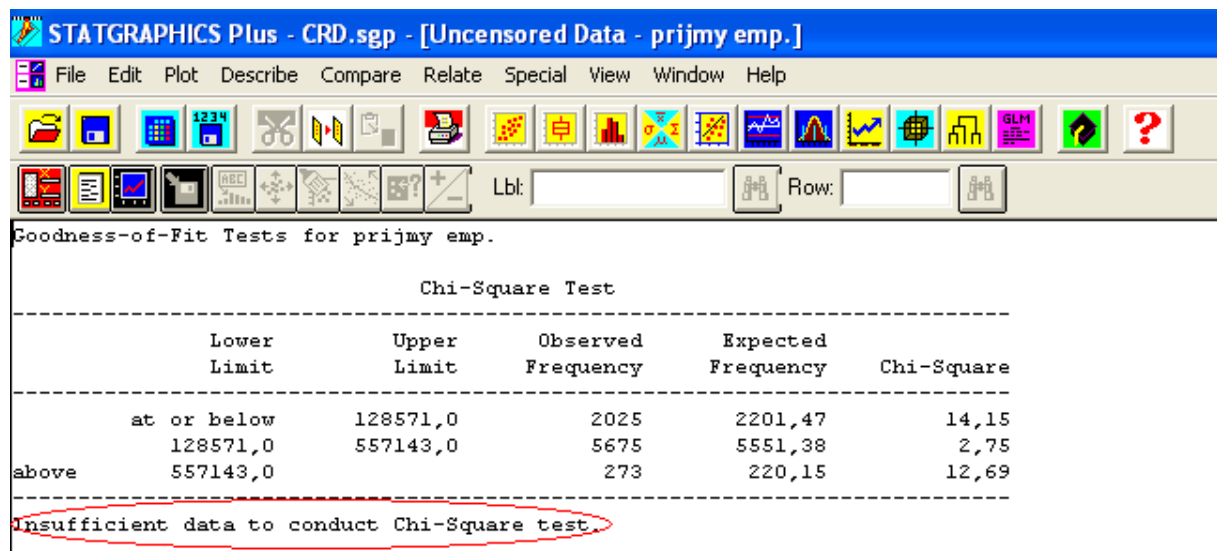 STATGRAPHICS Plus - CRD.sgp - [Uncensored Data - prijmy emp.]
File Edit Plot Describe Compare Relate Special View Window Help
1234
GLM
ABC
Lbl: Row:
Goodness-of-Fit Tests for prijmy emp.
Chi-Square Test
Lower Upper Observed Expected
Limit Limit Frequency Frequency Chi-Square
at or below 128571,0 2025 2201,47 14,15
128571,0 557143,0 5675 5551,38 2,75
above 557143,0 273 220,15 12,69
Insufficient data to conduct Chi-Square test.